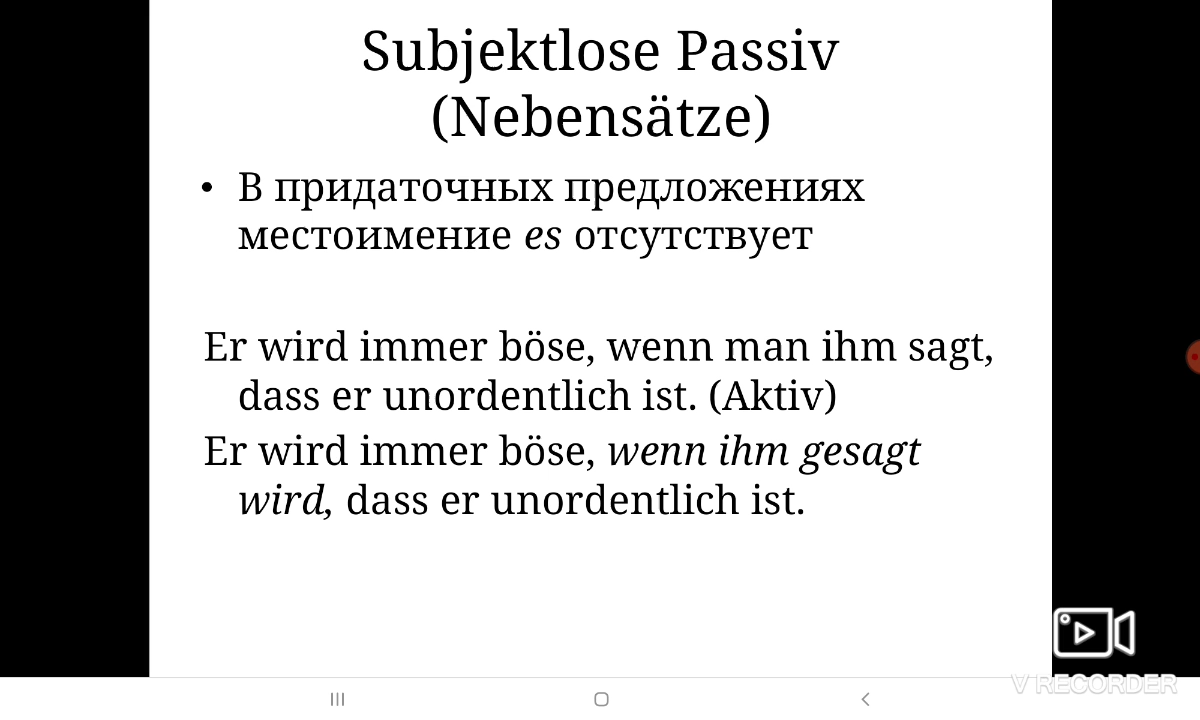 Subjektlose Passiv
(Nebensätze)
• В придаточных предложениях
местоимение es отсутствует
Er wird immer böse, wenn man ihm sagt,
dass er unordentlich ist. (Aktiv)
Er wird immer böse, wenn ihm gesagt
wird, dass er unordentlich ist.
V RECORDER